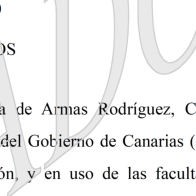 OS
a de Armas Rodríguez, C
del Gobierno de Canarias (
ón, y en uso de las facult